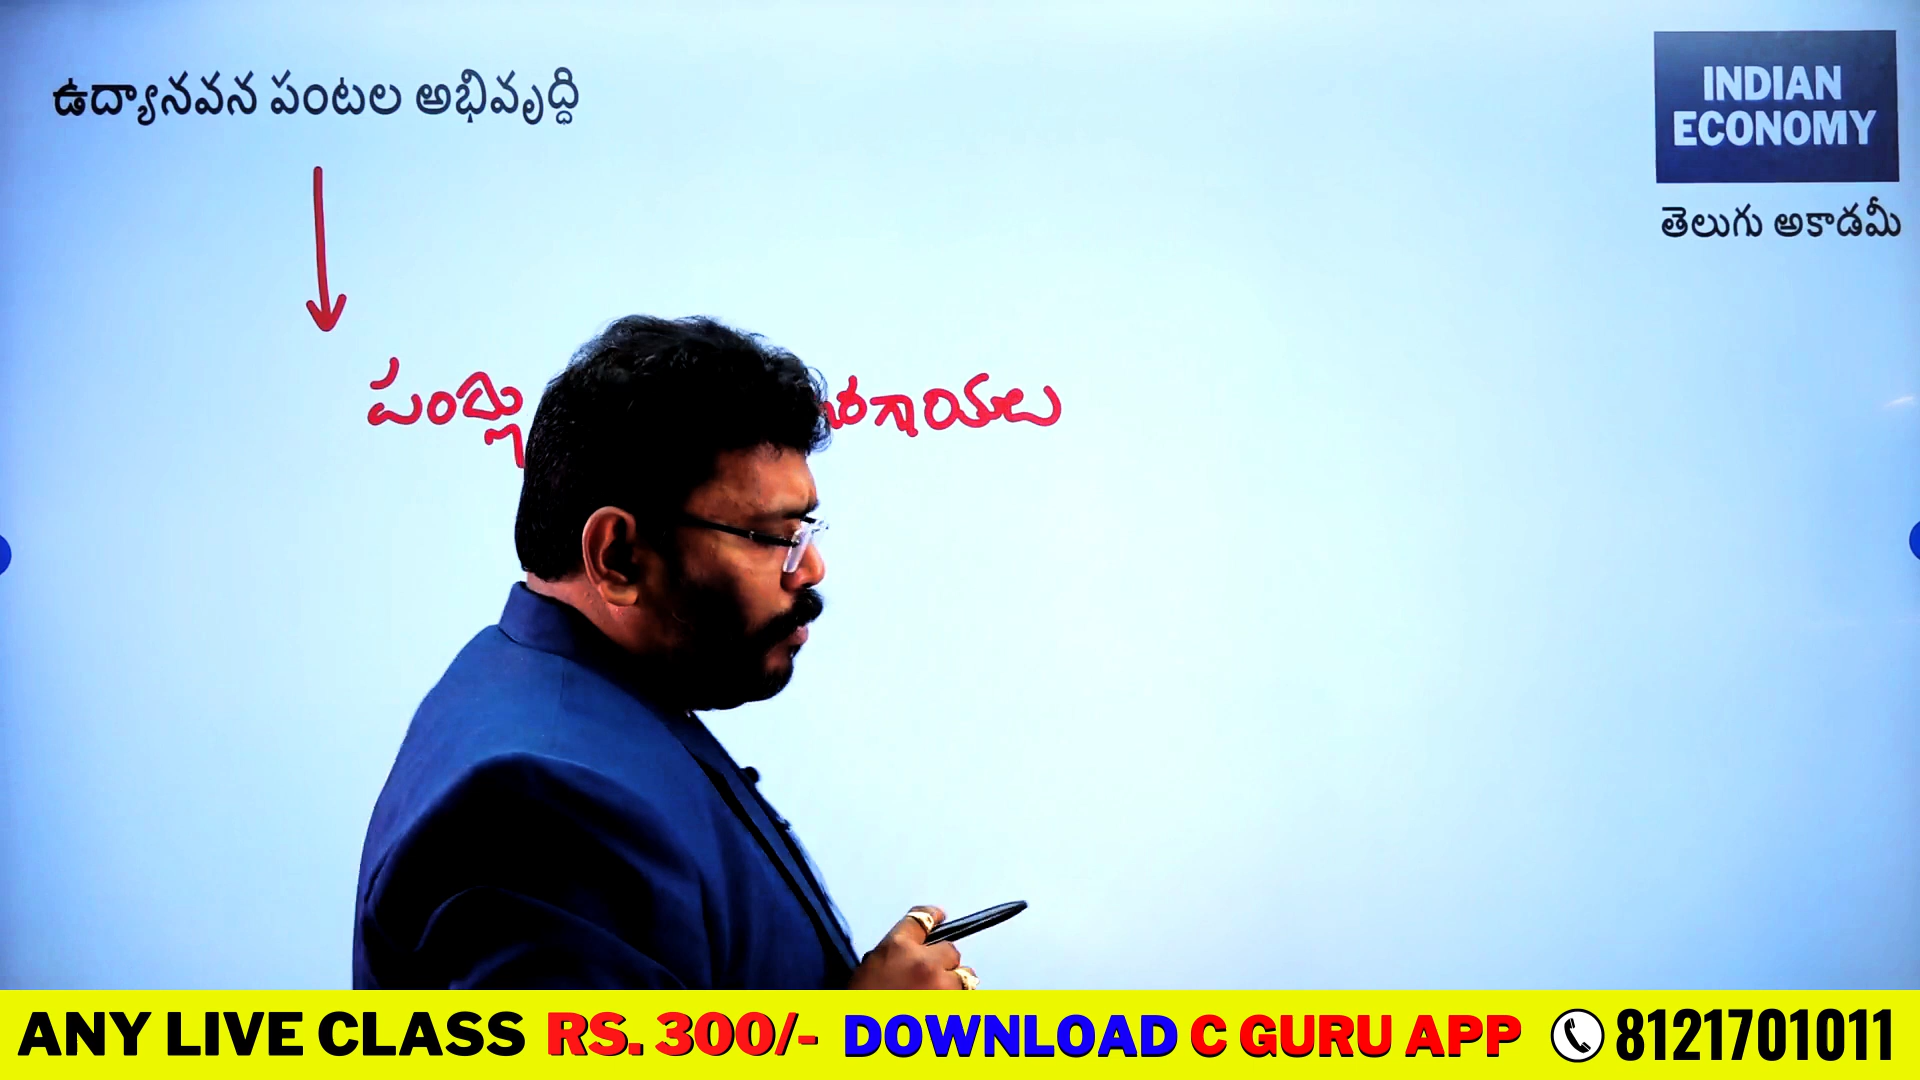 ఉద్యానవన పంటల అభివృద్ధి
INDIAN
ECONOMY
తెలుగు అకాడమీ
పండ్లు
ANY LIVE CLASS RS. 300/- DOWNLOAD C GURU APP 8121701011